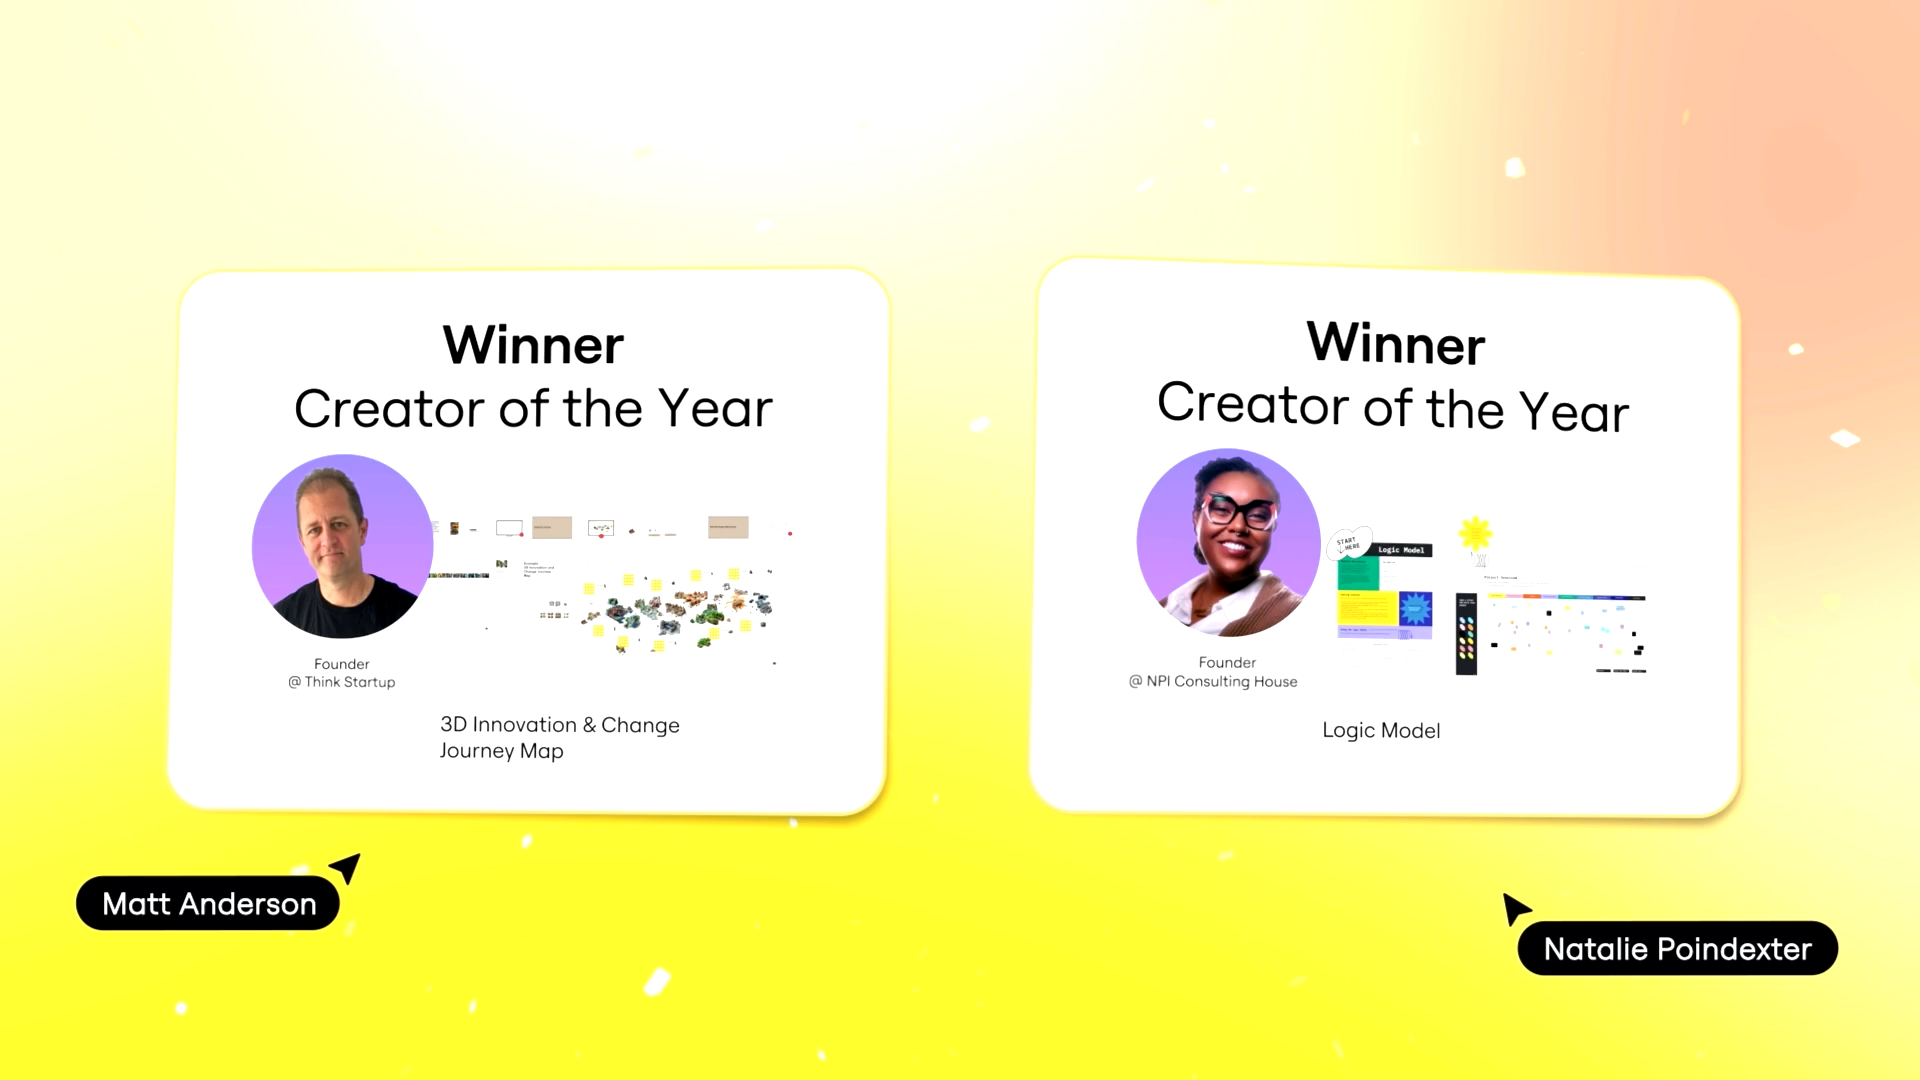 Winner
Creator of the Year
Founder
@ Think Startup
3D Innovation & Change
Journey Map
Matt Anderson
Winner
Creator of the Year
START
HERE
Logic Model
Founder
@ NPI Consulting House
Logic Model
Natalie Poindexter